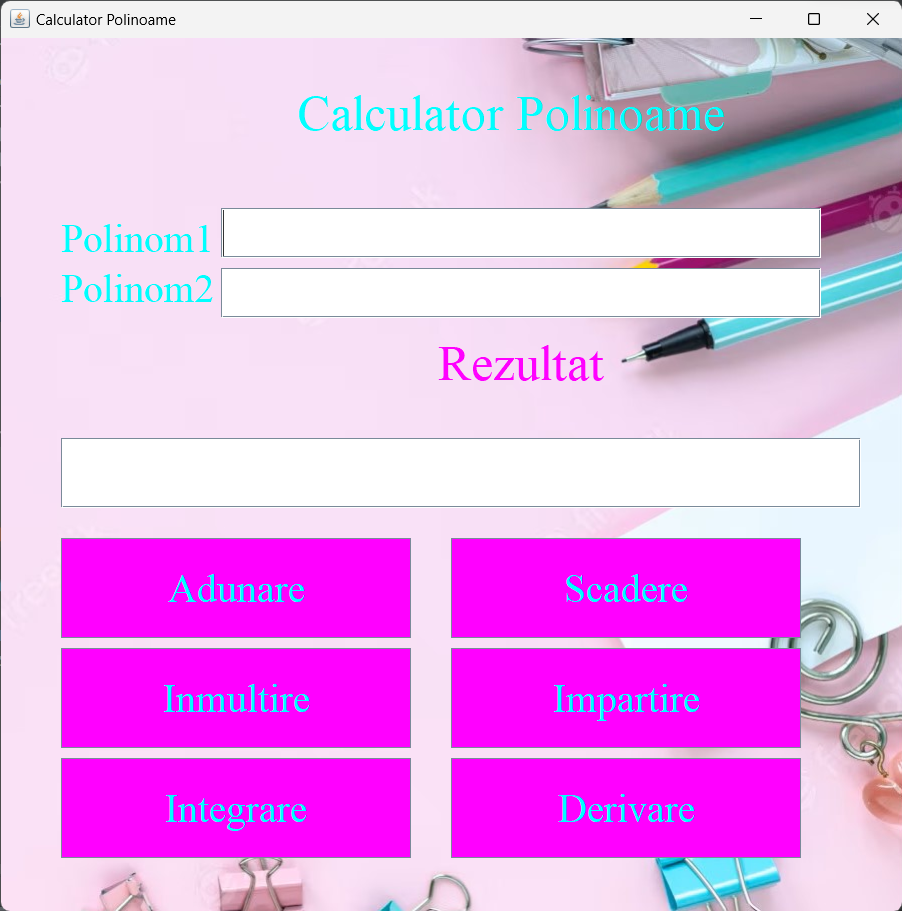 Calculator Polinoame
Calculator Polinoame
Polinom1
Polinom2
Rezultat
Adunare
Scadere
Inmultire
Impartire
Integrare
Derivare